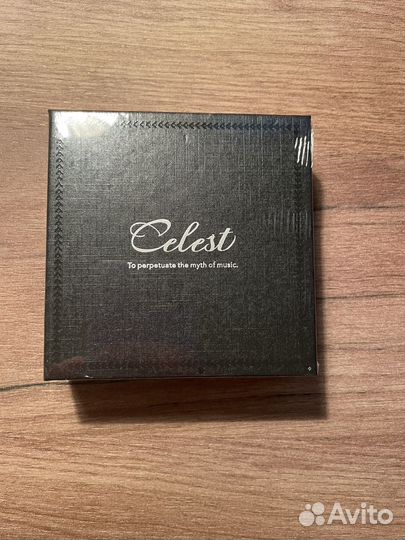 Celest
To perpetuate the myth of music.
Avito